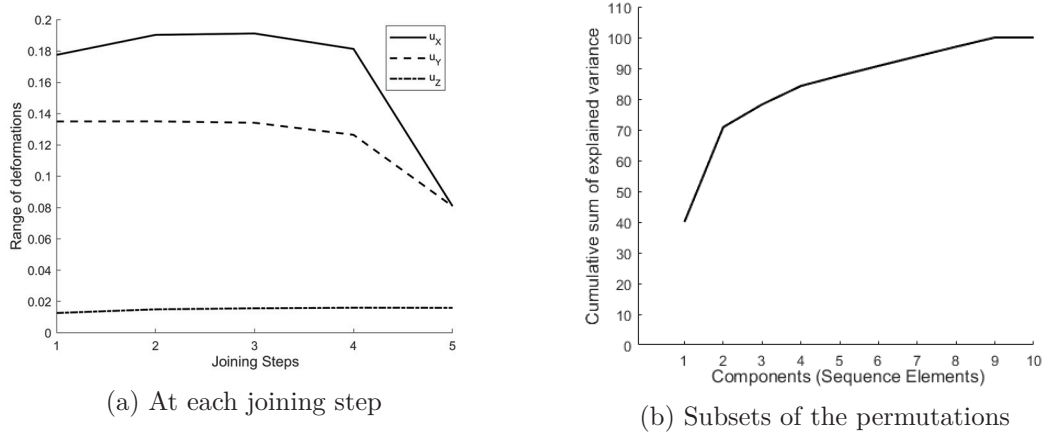 0.2
0.18
0.16
0.14
0.12
0.1
0.08
0.06
0.04
0.02
0
Range of deformations
1 2 3 4 5
Joining Steps
u_X
u_Y
u_Z
(a) At each joining step
110
100
90
80
70
60
50
40
30
20
10
0
Cumulative sum of explained variance
1 2 3 4 5 6 7 8 9 10
Components (Sequence Elements)
(b) Subsets of the permutations